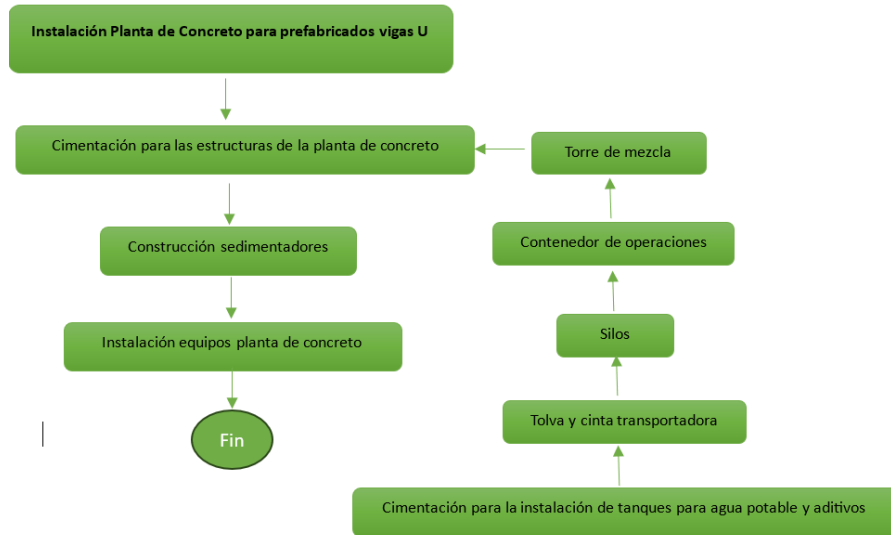 Instalación Planta de Concreto para prefabricados vigas U
Cimentación para las estructuras de la planta de concreto
Torre de mezcla
Construcción sedimentadores
Contenedor de operaciones
Instalación equipos planta de concreto
Silos
Fin
Tolva y cinta transportadora
Cimentación para la instalación de tanques para agua potable y aditivos